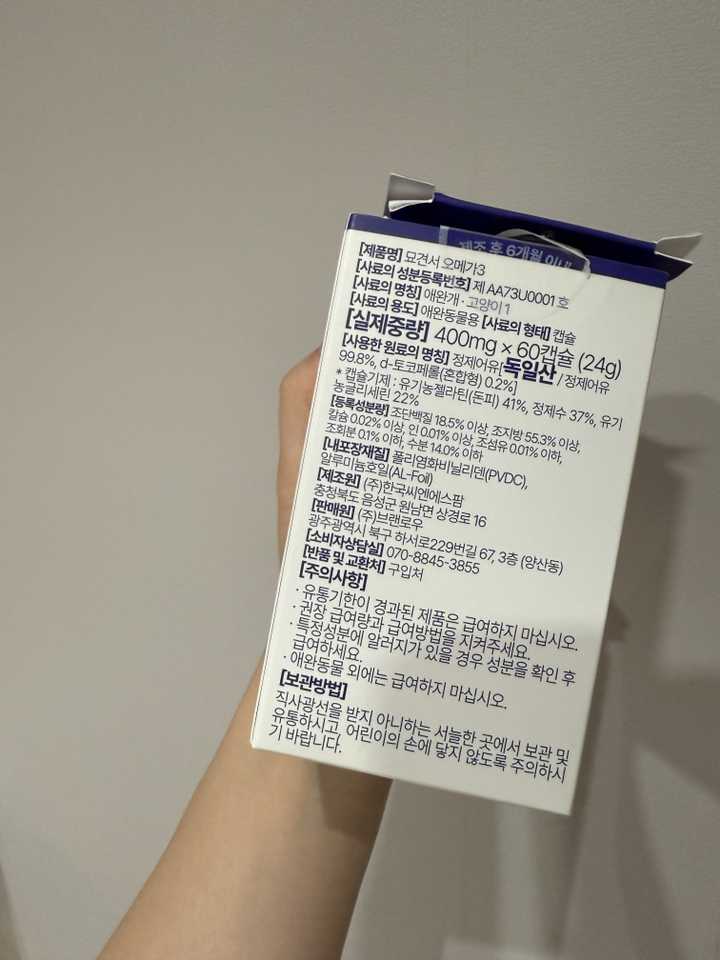 제조 후 6개월 이내
[제품명] 묘견서 오메가3
[사료의 성분등록번호] 제 AA73U0001 호
[사료의 명칭] 애완개 · 고양이 1
[사료의 용도] 애완동물용 [사료의 형태] 캡슐
[실제중량] 400mg × 60캡슐 (24g)
[사용한 원료의 명칭] 정제어유[독일산 / 정제어유
99.8%, d-토코페롤(혼합형) 0.2%]
* 캡슐기제 : 유기농젤라틴(돈피) 41%, 정제수 37%, 유기
농글리세린 22%
[등록성분량] 조단백질 18.5% 이상, 조지방 55.3% 이상,
칼슘 0.02% 이상, 인 0.01% 이상, 조섬유 0.01% 이하,
조회분 0.1% 이하, 수분 14.0% 이하
[내포장재질] 폴리염화비닐리덴(PVDC),
알루미늄호일(AL-Foil)
[제조원] (주)한국씨엔에스팜
충청북도 음성군 원남면 상경로 16
[판매원] (주)브랜로우
광주광역시 북구 하서로229번길 67, 3층 (양산동)
[소비자상담실] 070-8845-3855
[반품 및 교환처] 구입처
[주의사항]
· 유통기한이 경과된 제품은 급여하지 마십시오.
· 권장 급여량과 급여방법을 지켜주세요.
· 특정성분에 알러지가 있을 경우 성분을 확인 후
급여하세요.
· 애완동물 외에는 급여하지 마십시오.
[보관방법]
직사광선을 받지 아니하는 서늘한 곳에서 보관 및
유통하시고, 어린이의 손에 닿지 않도록 주의하시
기 바랍니다.